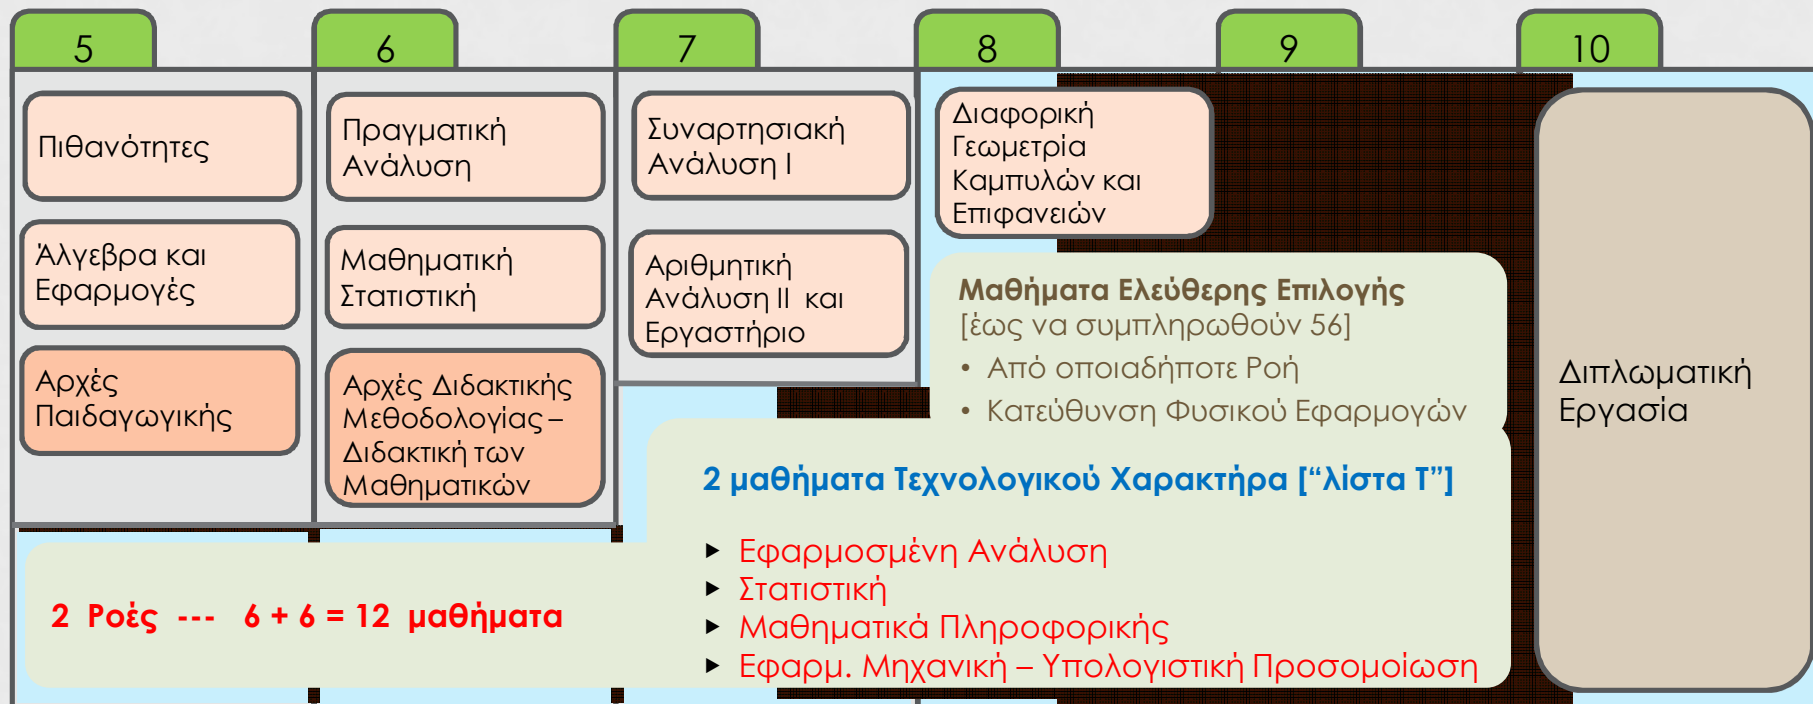 5
6
7
8
9
10
Πιθανότητες
Άλγεβρα και
Εφαρμογές
Αρχές
Παιδαγωγικής
Πραγματική
Ανάλυση
Μαθηματική
Στατιστική
Αρχές Διδακτικής
Μεθοδολογίας –
Διδακτική των
Μαθηματικών
Συναρτησιακή
Ανάλυση Ι
Αριθμητική
Ανάλυση ΙΙ και
Εργαστήριο
Διαφορική
Γεωμετρία
Καμπυλών και
Επιφανειών
Μαθήματα Ελεύθερης Επιλογής
[έως να συμπληρωθούν 56]
• Από οποιαδήποτε Ροή
• Κατεύθυνση Φυσικού Εφαρμογών
Διπλωματική
Εργασία
2 μαθήματα Τεχνολογικού Χαρακτήρα [“λίστα Τ”]
2 Ροές --- 6 + 6 = 12 μαθήματα
▶ Εφαρμοσμένη Ανάλυση
▶ Στατιστική
▶ Μαθηματικά Πληροφορικής
▶ Εφαρμ. Μηχανική – Υπολογιστική Προσομοίωση